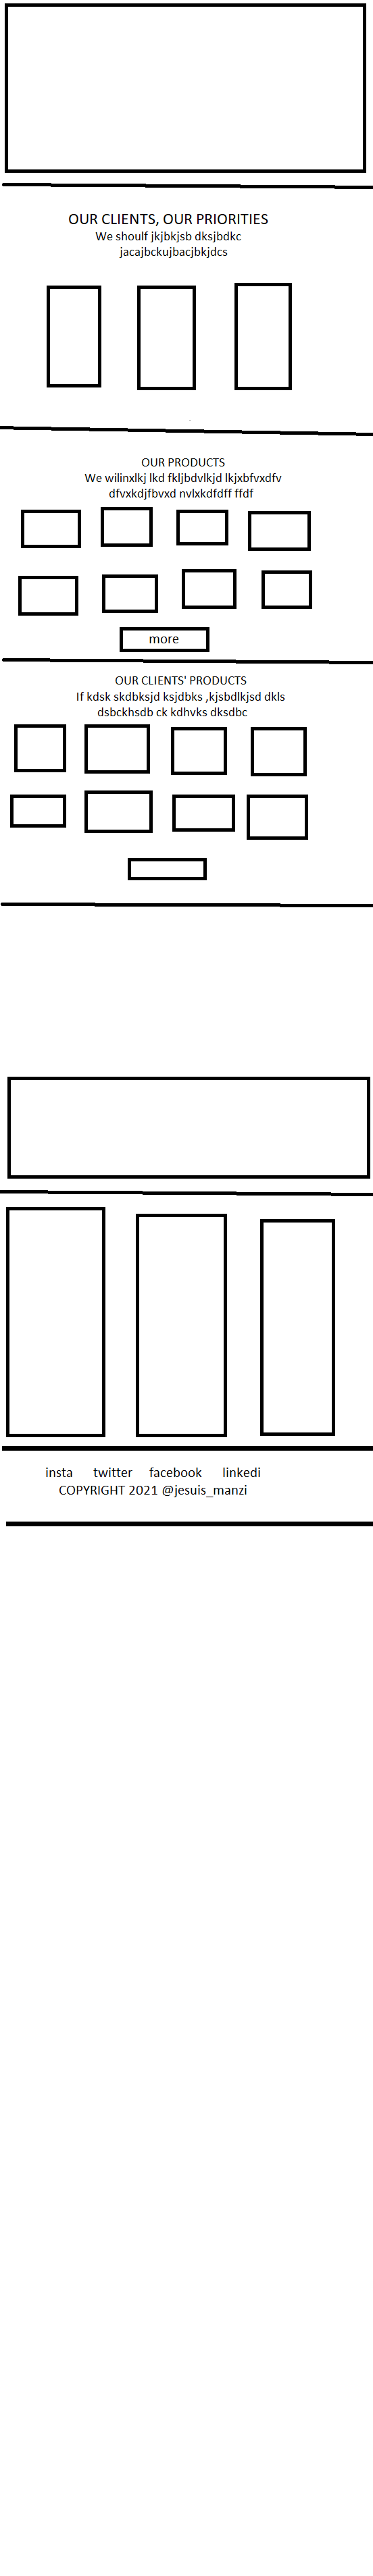 OUR CLIENTS, OUR PRIORITIES
We shoulf jkjbkjsb dksjbdkc
jacajbckujbacjbkjdcs
OUR PRODUCTS
We wilinxlkj lkd fkljbdvlkjd lkjxbfvxdfv
dfvxkdjfbvxd nvlxkdfdff ffdf
more
OUR CLIENTS' PRODUCTS
If kdsk skdbksjd ksjdbks ,kjsbdlkjsd dkls
dsbckhsdb ck kdhvks dksdbc
insta twitter facebook linkedi
COPYRIGHT 2021 @jesuis_manzi